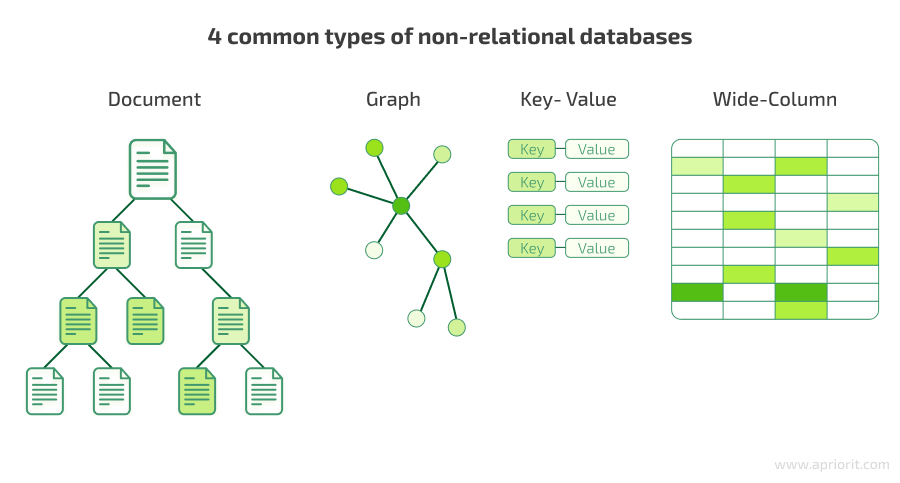 4 common types of non-relational databases
Document
Graph
Key- Value
Wide-Column
Key Value
Key Value
Key Value
Key Value
www.apriorit.com